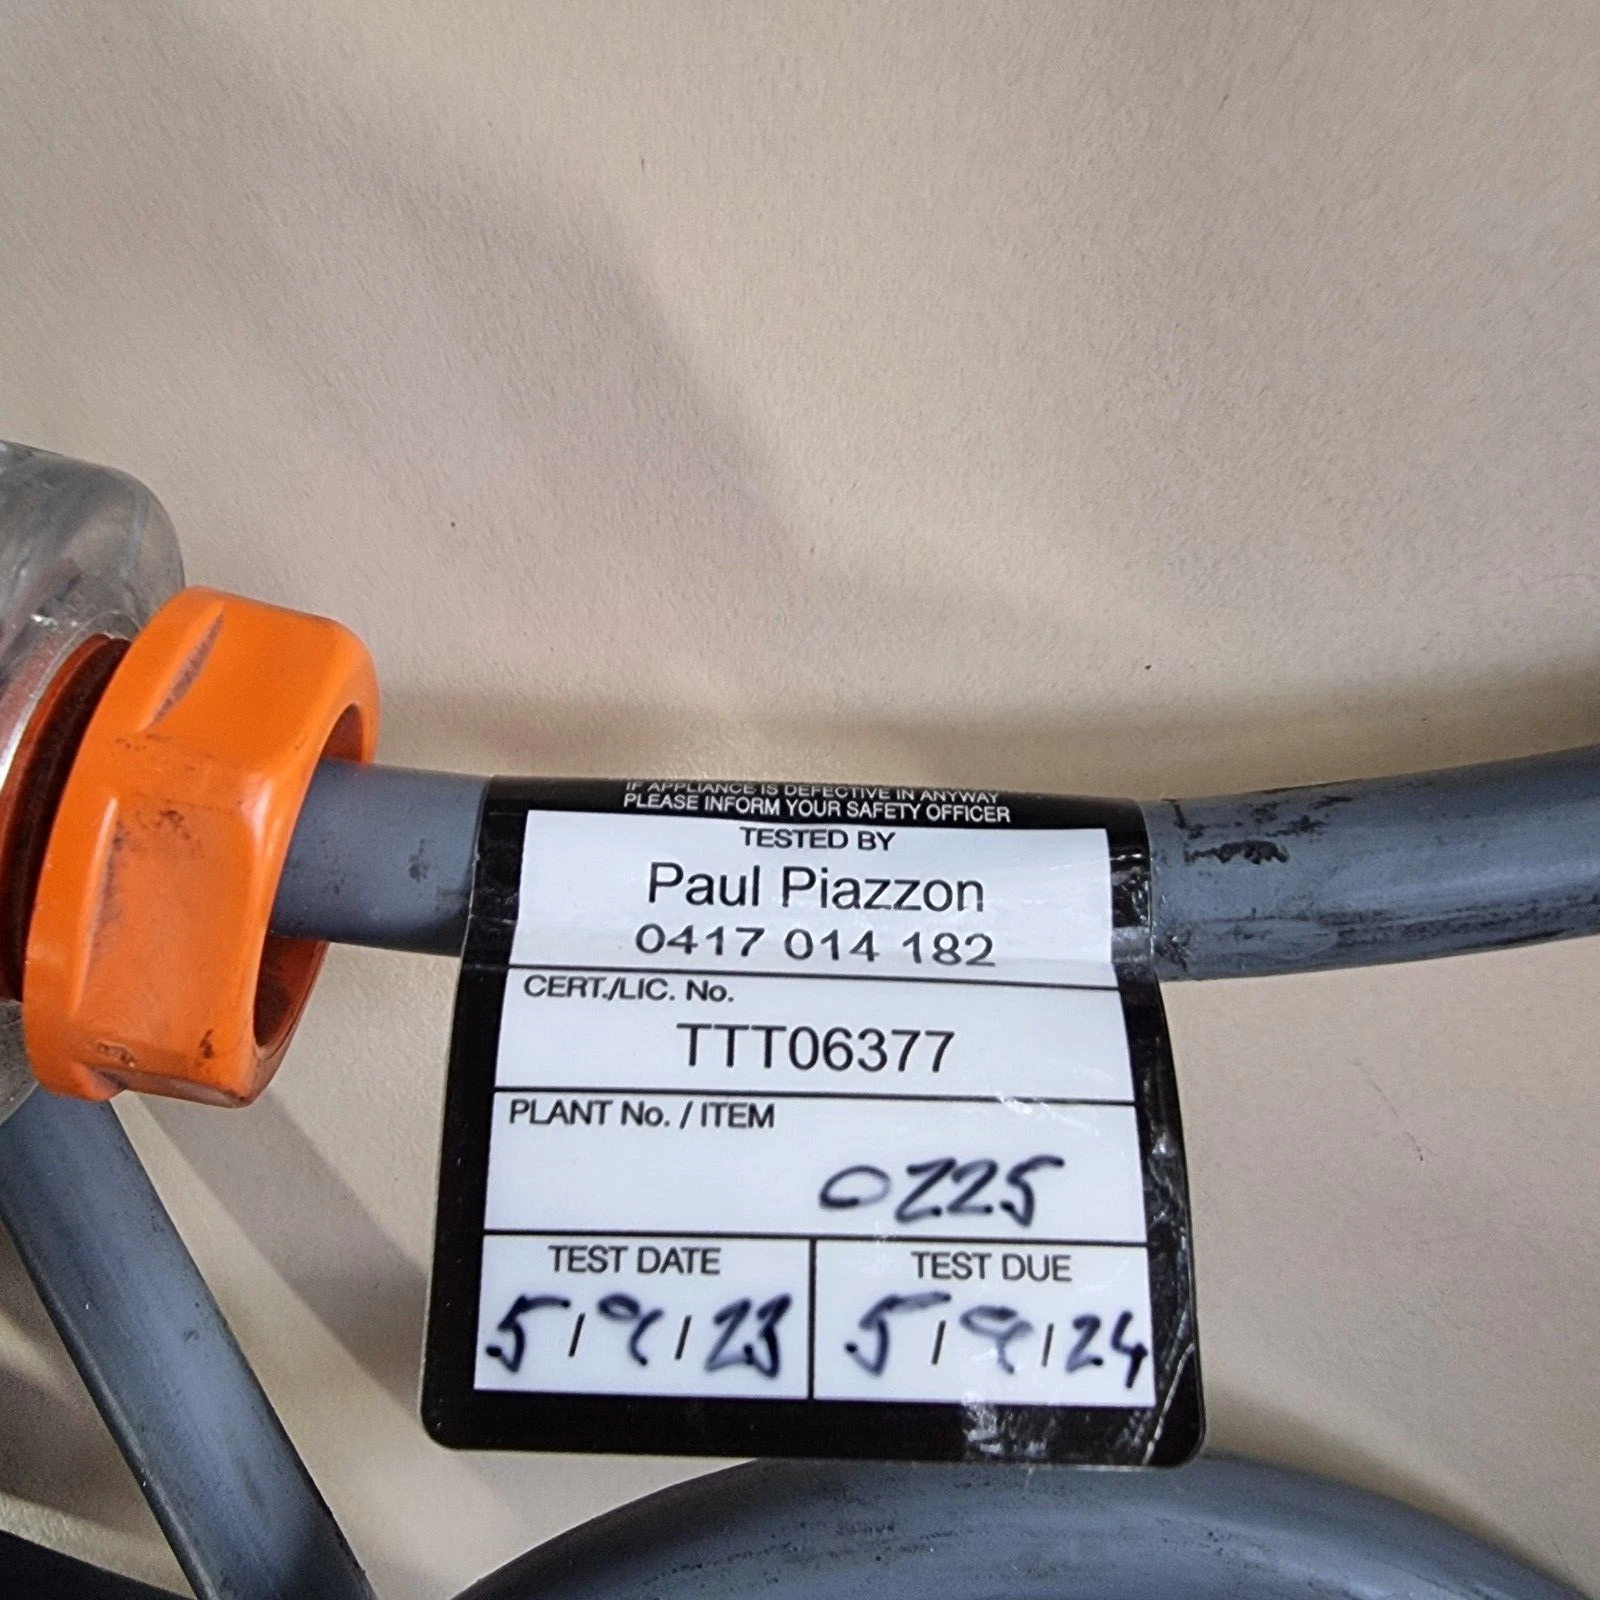 IF APPLIANCE IS DEFECTIVE IN ANYWAY
PLEASE INFORM YOUR SAFETY OFFICER
TESTED BY
Paul Piazzon
0417 014 182
CERT./LIC. No.
TTT06377
PLANT No. / ITEM
0225
TEST DATE
5/9/23
TEST DUE
5/9/24